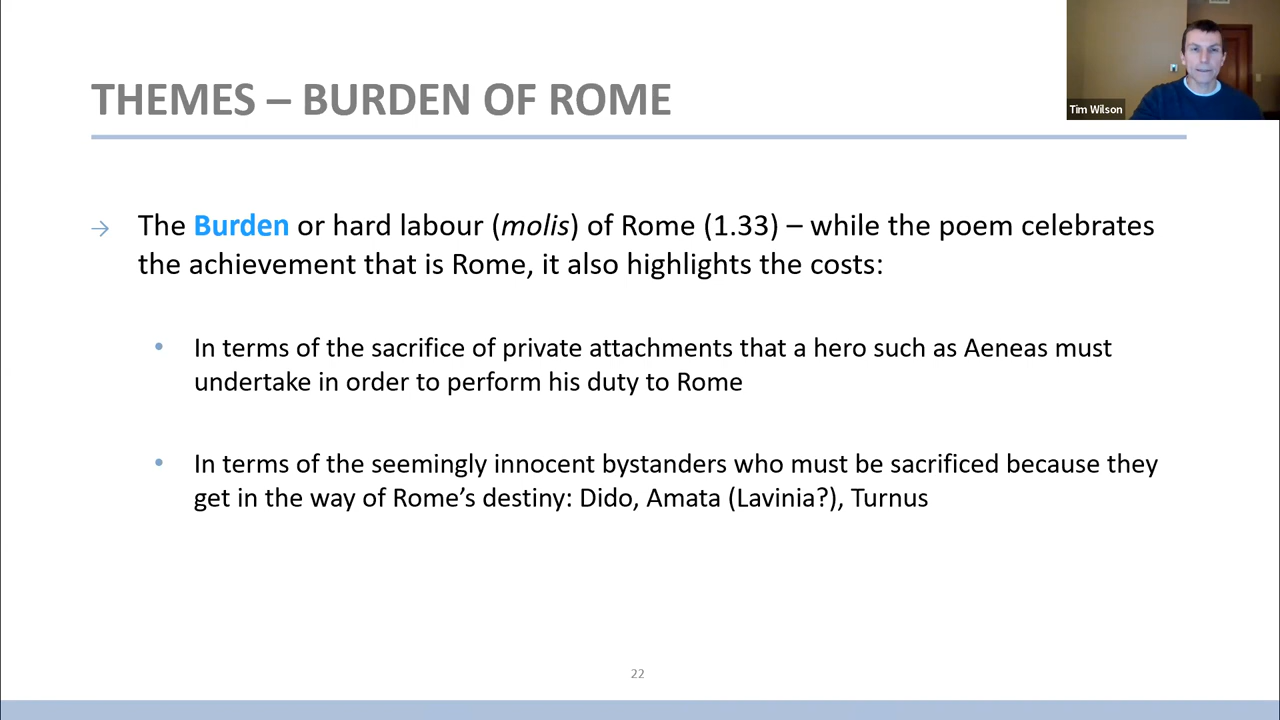 THEMES – BURDEN OF ROME
Tim Wilson
→ The Burden or hard labour (molis) of Rome (1.33) – while the poem celebrates
the achievement that is Rome, it also highlights the costs:
• In terms of the sacrifice of private attachments that a hero such as Aeneas must
undertake in order to perform his duty to Rome
• In terms of the seemingly innocent bystanders who must be sacrificed because they
get in the way of Rome’s destiny: Dido, Amata (Lavinia?), Turnus
22